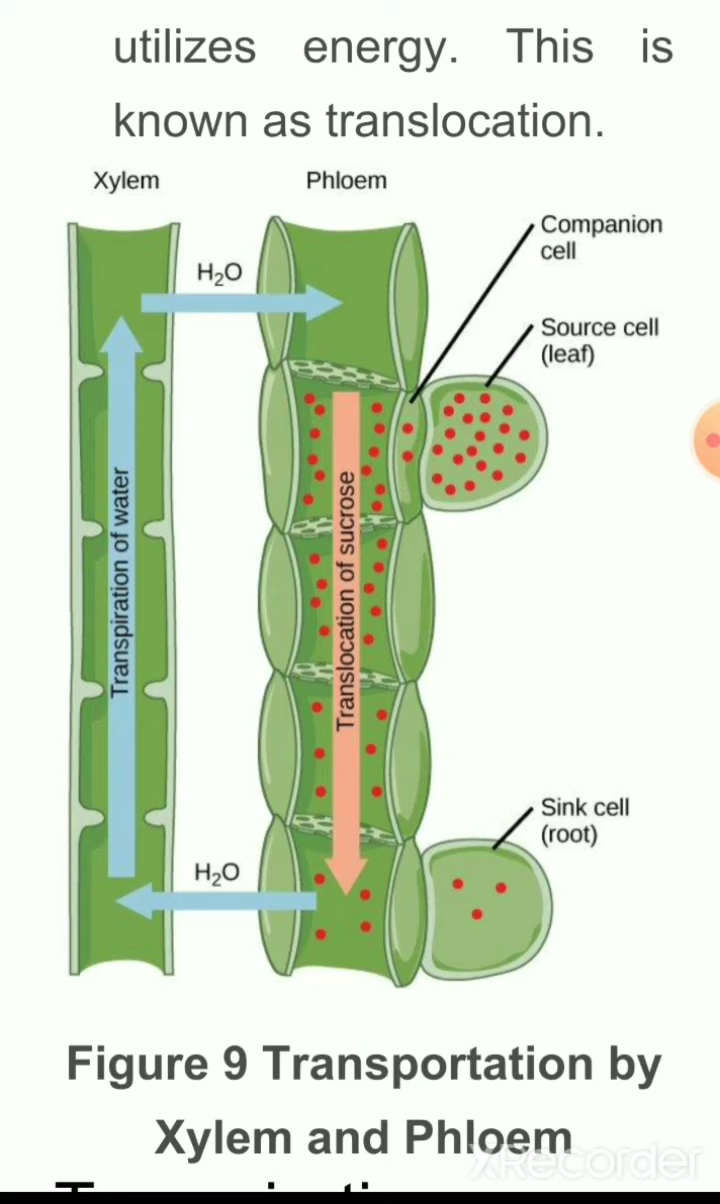 utilizes energy. This is
known as translocation.
Xylem
Phloem
Companion
cell
H₂O
Source cell
(leaf)
Transpiration of water
Translocation of sucrose
Sink cell
(root)
H₂O
Figure 9 Transportation by
Xylem and Phloem
XRecorder